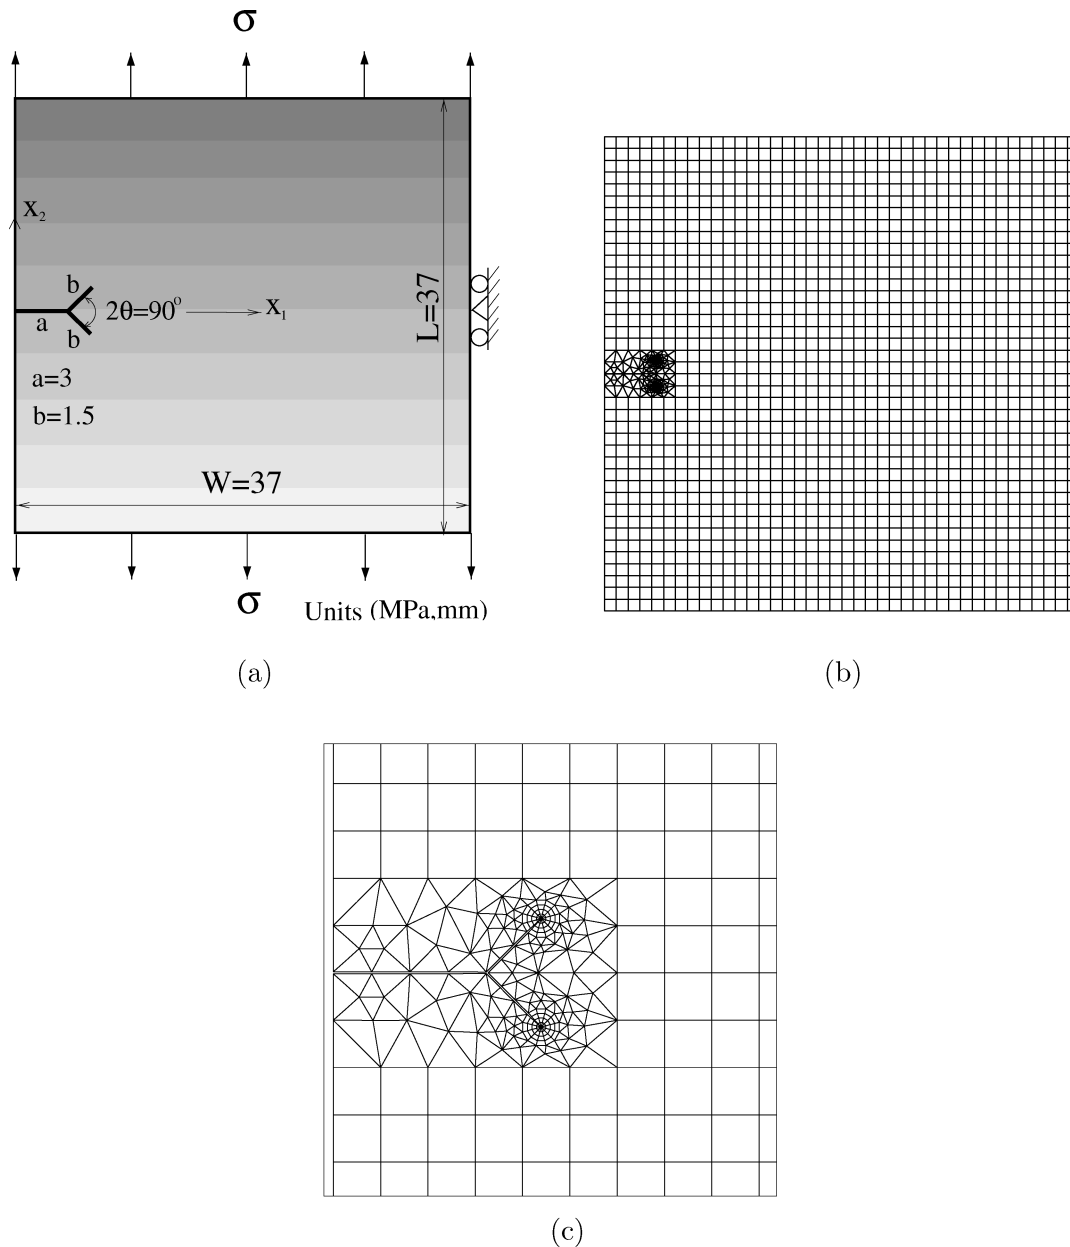 σ
X₂
b
2θ=90° X₁
a
b
L=37
a=3
b=1.5
W=37
σ
Units (MPa,mm)
(a)
(b)
(c)